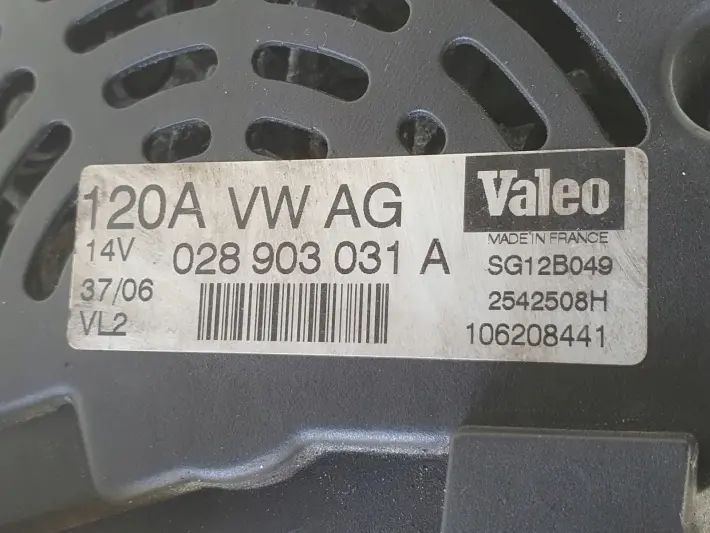 120A VW AG
14V 028 903 031 A
37/06
VL2
Valeo
MADE IN FRANCE
SG12B049
2542508H
106208441